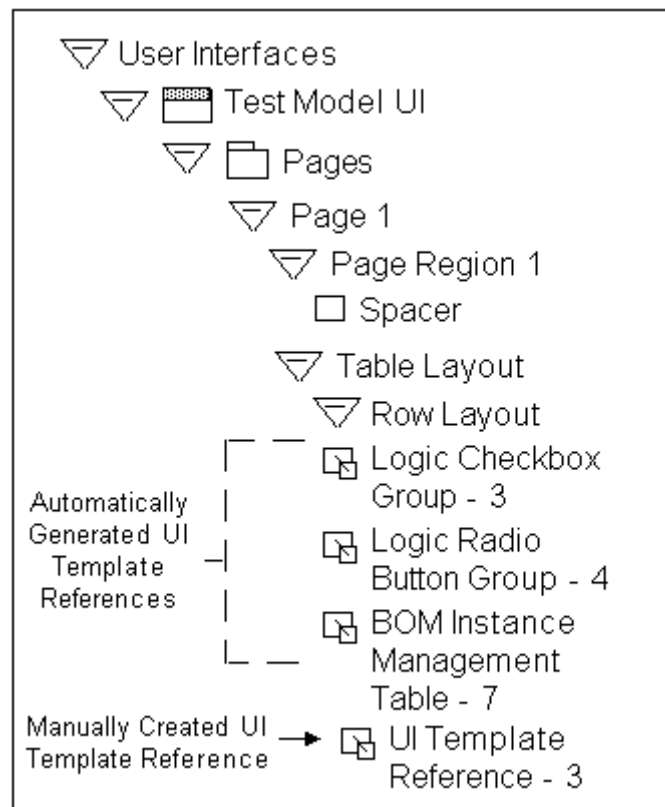 User Interfaces
Test Model UI
Pages
Page 1
Page Region 1
Spacer
Table Layout
Row Layout
Logic Checkbox
Group - 3
Logic Radio
Button Group - 4
BOM Instance
Management
Table - 7
UI Template
Reference - 3
Automatically
Generated UI
Template
References
Manually Created UI
Template Reference